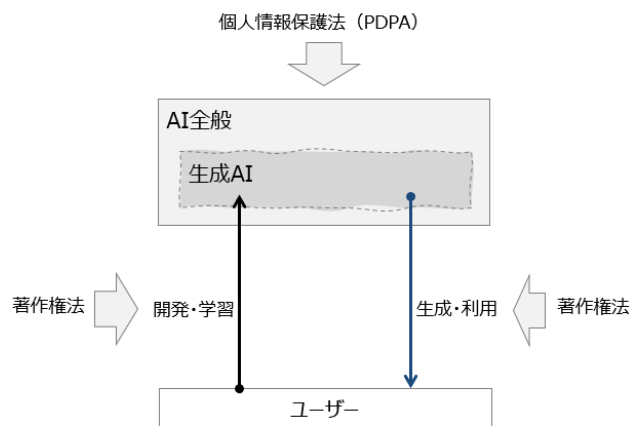 個人情報保護法（PDPA）
AI全般
生成AI
著作権法
開発・学習
生成・利用
著作権法
ユーザー